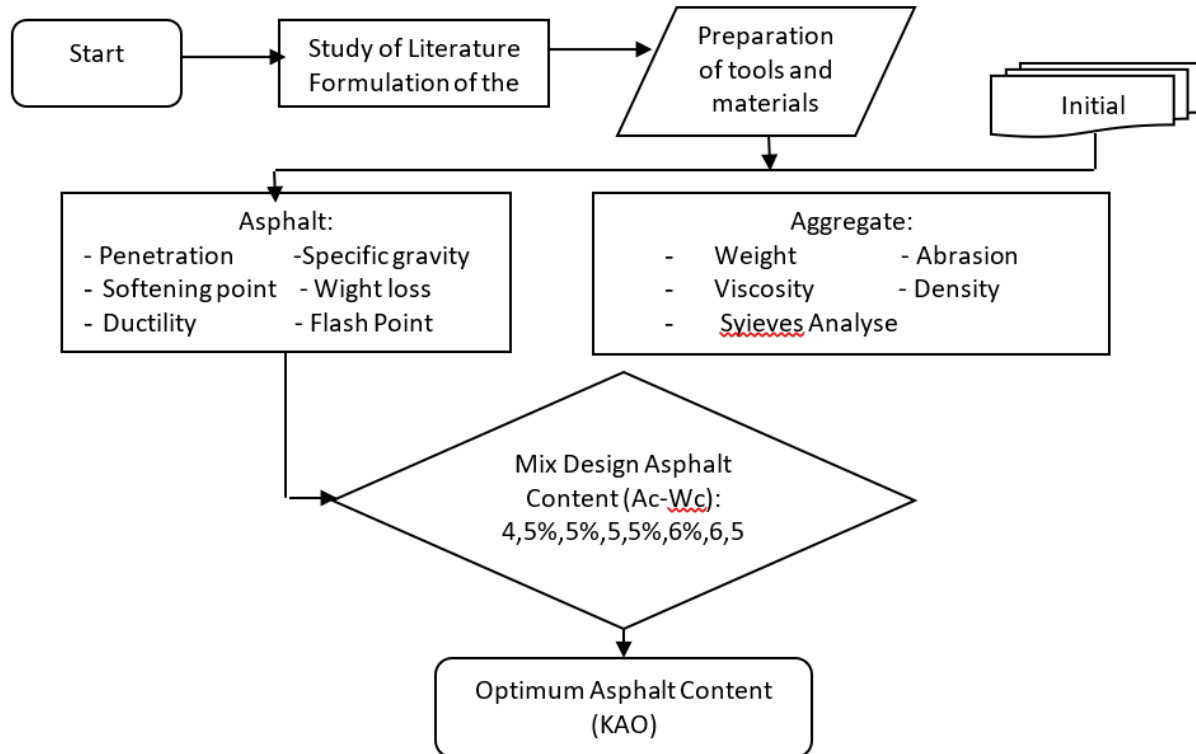 Start
Study of Literature
Formulation of the
Preparation
of tools and
materials
Initial
Asphalt:
- Penetration -Specific gravity
- Softening point - Wight loss
- Ductility - Flash Point
Aggregate:
- Weight - Abrasion
- Viscosity - Density
- Syieves Analyse
Mix Design Asphalt
Content (Ac-Wc):
4,5%,5%,5,5%,6%,6,5
Optimum Asphalt Content
(KAO)